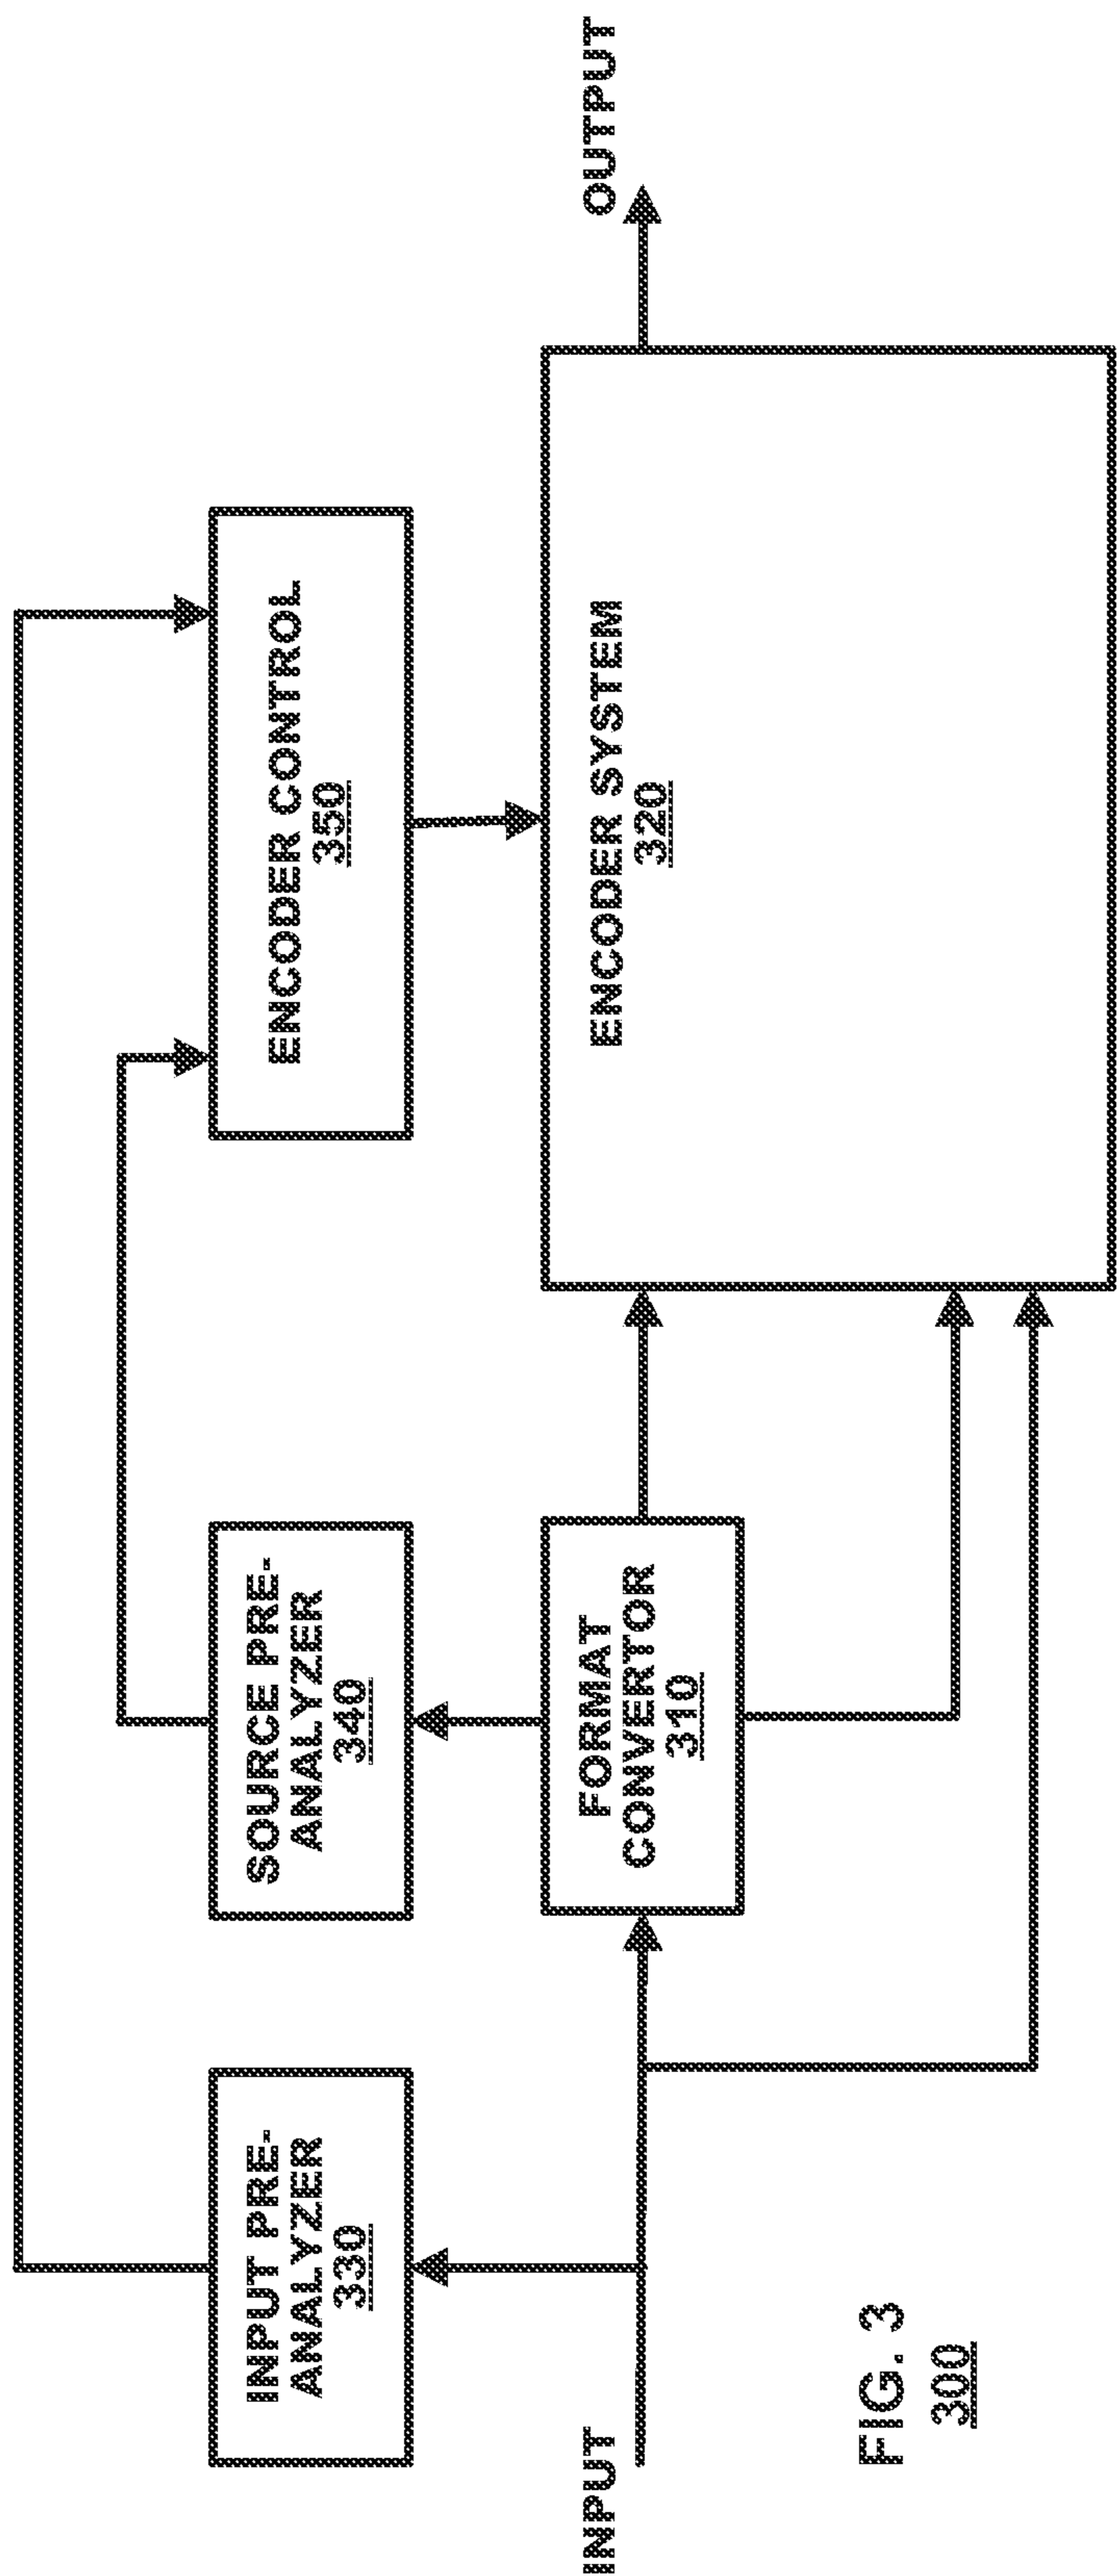 INPUT
INPUT PRE-
ANALYZER
330
SOURCE PRE-
ANALYZER
340
FORMAT
CONVERTOR
310
ENCODER CONTROL
350
ENCODER SYSTEM
320
OUTPUT
FIG. 3
300